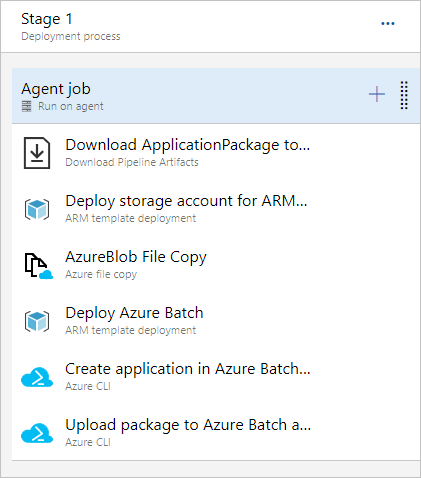 Stage 1
Deployment process
Agent job
Run on agent
Download ApplicationPackage to...
Download Pipeline Artifacts
Deploy storage account for ARM...
ARM template deployment
AzureBlob File Copy
Azure file copy
Deploy Azure Batch
ARM template deployment
Create application in Azure Batch...
Azure CLI
Upload package to Azure Batch a...
Azure CLI